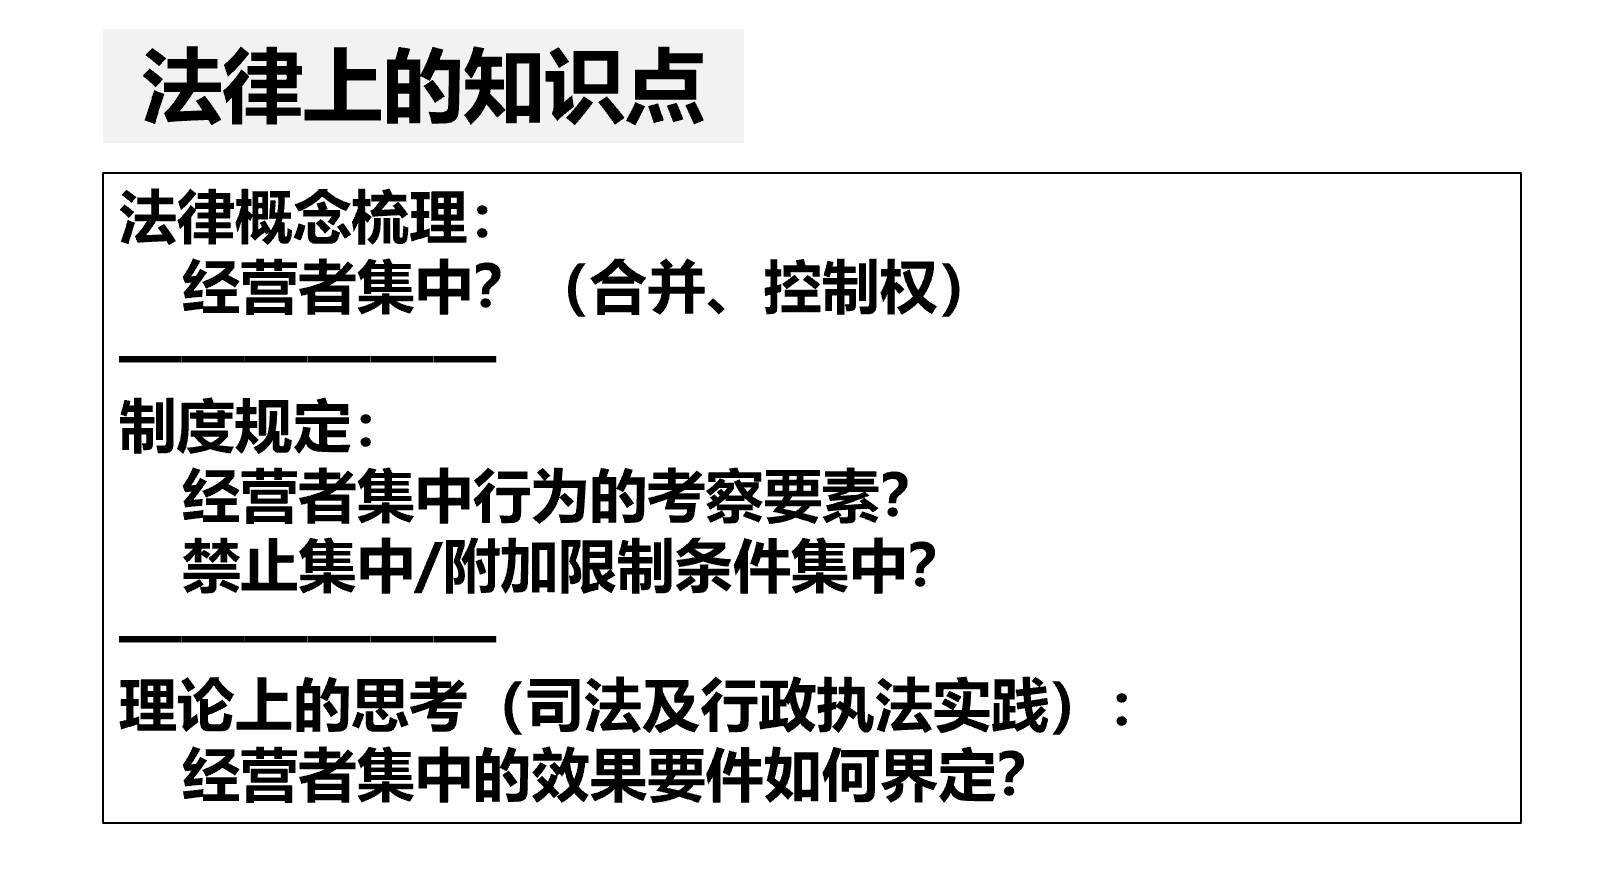 法律上的知识点
法律概念梳理：
经营者集中？（合并、控制权）
——————
制度规定：
经营者集中行为的考察要素？
禁止集中/附加限制条件集中？
——————
理论上的思考（司法及行政执法实践）：
经营者集中的效果要件如何界定？